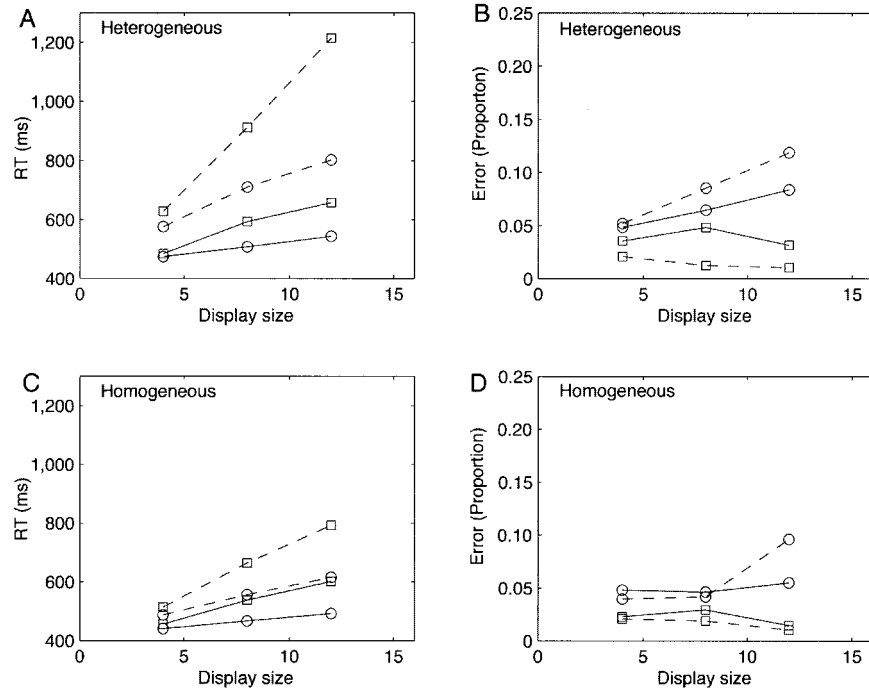 A
Heterogeneous
1,200
1,000
800
600
400
RT (ms)
0
5
10
15
Display size
B
Heterogeneous
0.25
0.20
0.15
0.10
0.05
0
Error (Proporton)
0
5
10
15
Display size
C
Homogeneous
1,200
1,000
800
600
400
RT (ms)
0
5
10
15
Display size
D
Homogeneous
0.25
0.20
0.15
0.10
0.05
0
Error (Proportion)
0
5
10
15
Display size